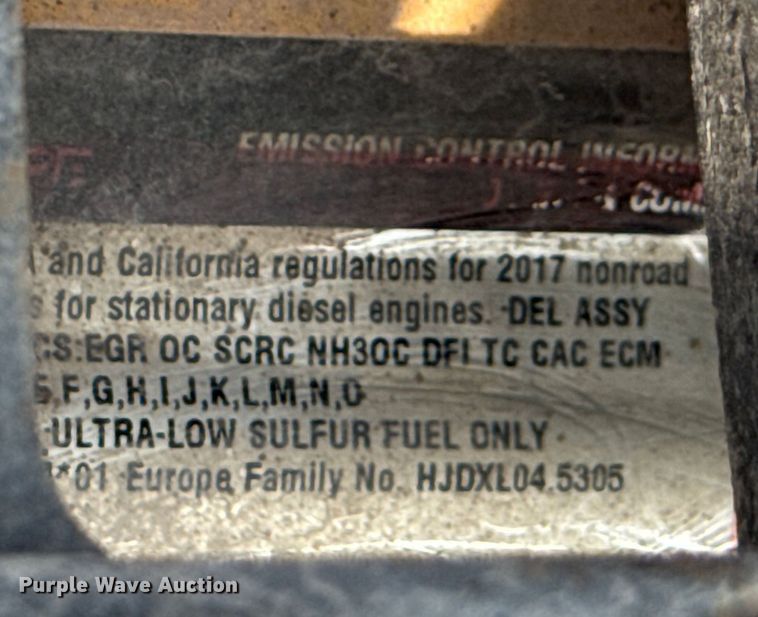 EMISSION CONTROL INFORM
and California regulations for 2017 nonroad
s for stationary diesel engines. DEL ASSY
CS:EGR OC SCRC NH3OC DFI TC CAC ECM
,F,G,H,I,J,K,L,M,N,O
ULTRA-LOW SULFUR FUEL ONLY
*01 Europe Family No. HJDXL04.5305
Purple Wave Auction